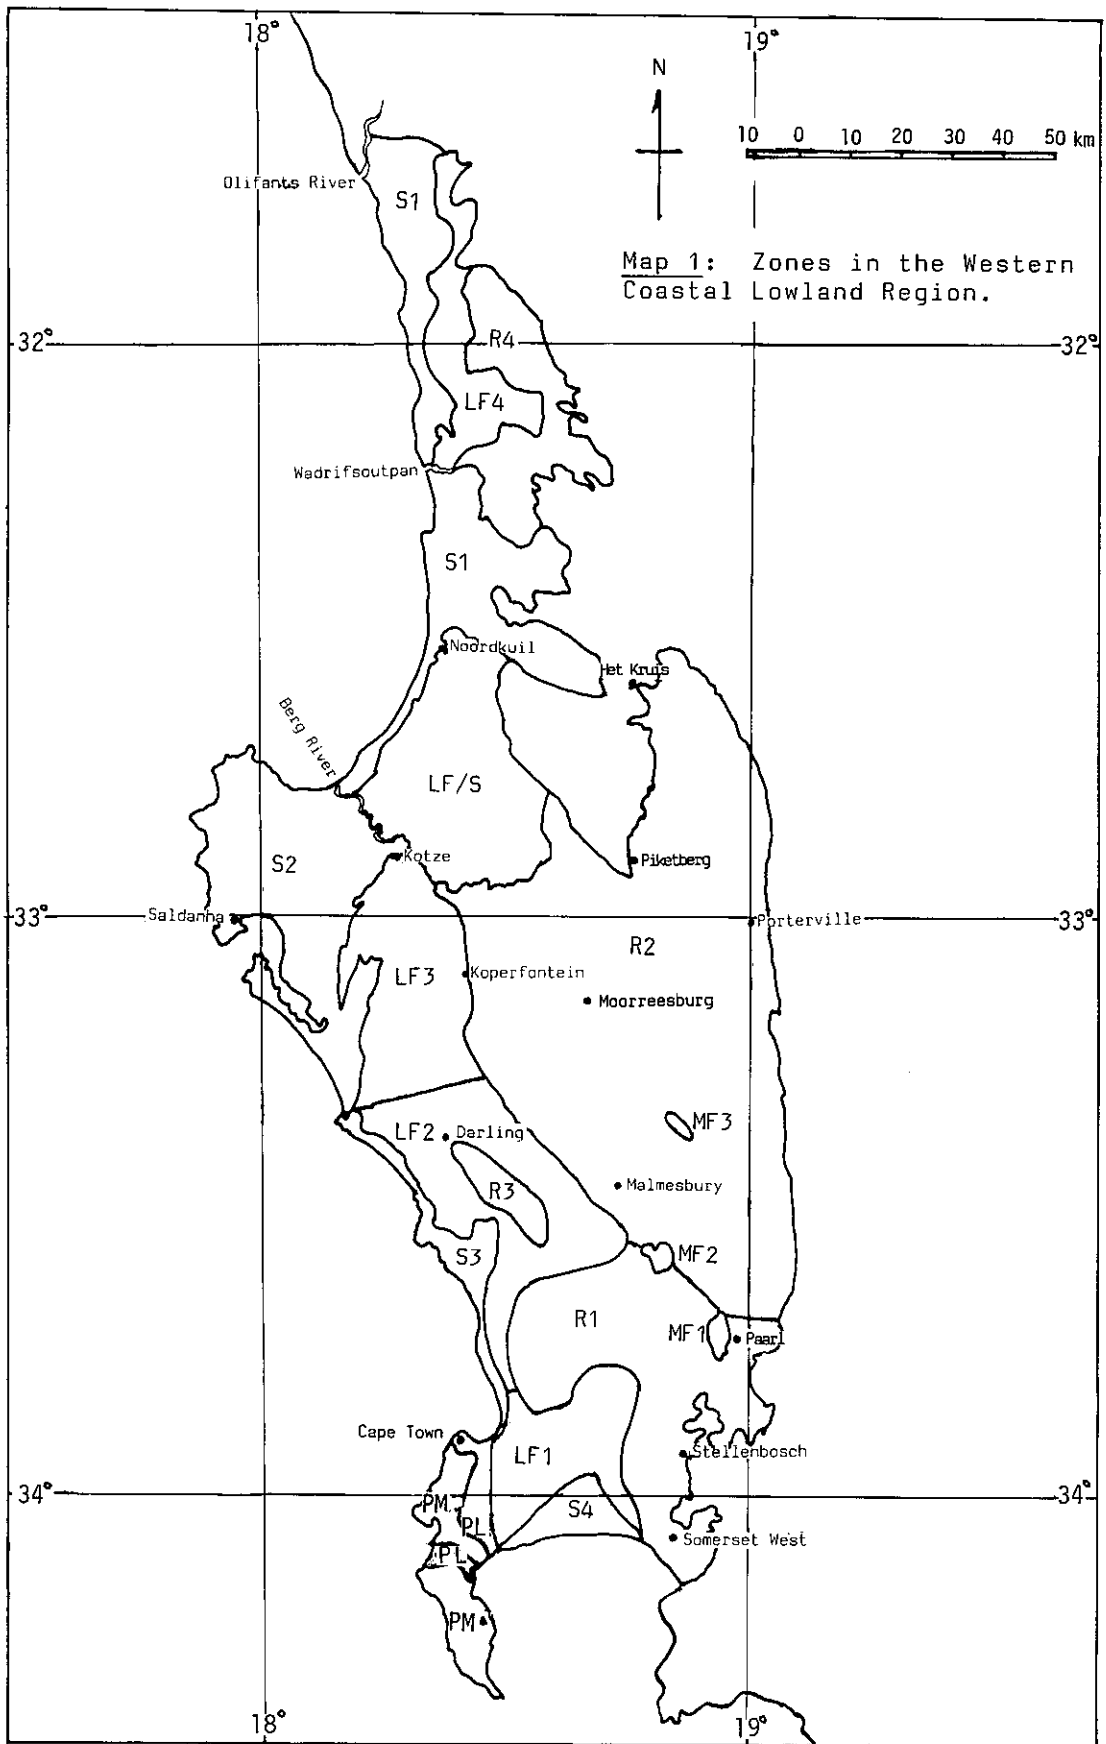 18°
19°
N
10 0 10 20 30 40 50 km
Olifants River
S1
Map 1: Zones in the Western
Coastal Lowland Region.
32°
R4
32°
LF4
Wadrifsoutpan
S1
Noordkuil
Het Kruis
Berg River
LF/S
S2
Kotze
Piketberg
33°
Saldanha
Porterville
33°
R2
LF3
Koperfontein
Moorreesburg
MF3
LF2
Darling
R3
Malmesbury
S3
MF2
R1
MF1
Paarl
Cape Town
LF1
Stellenbosch
34°
34°
PM
S4
PL
Somerset West
PL
PM
18°
19°